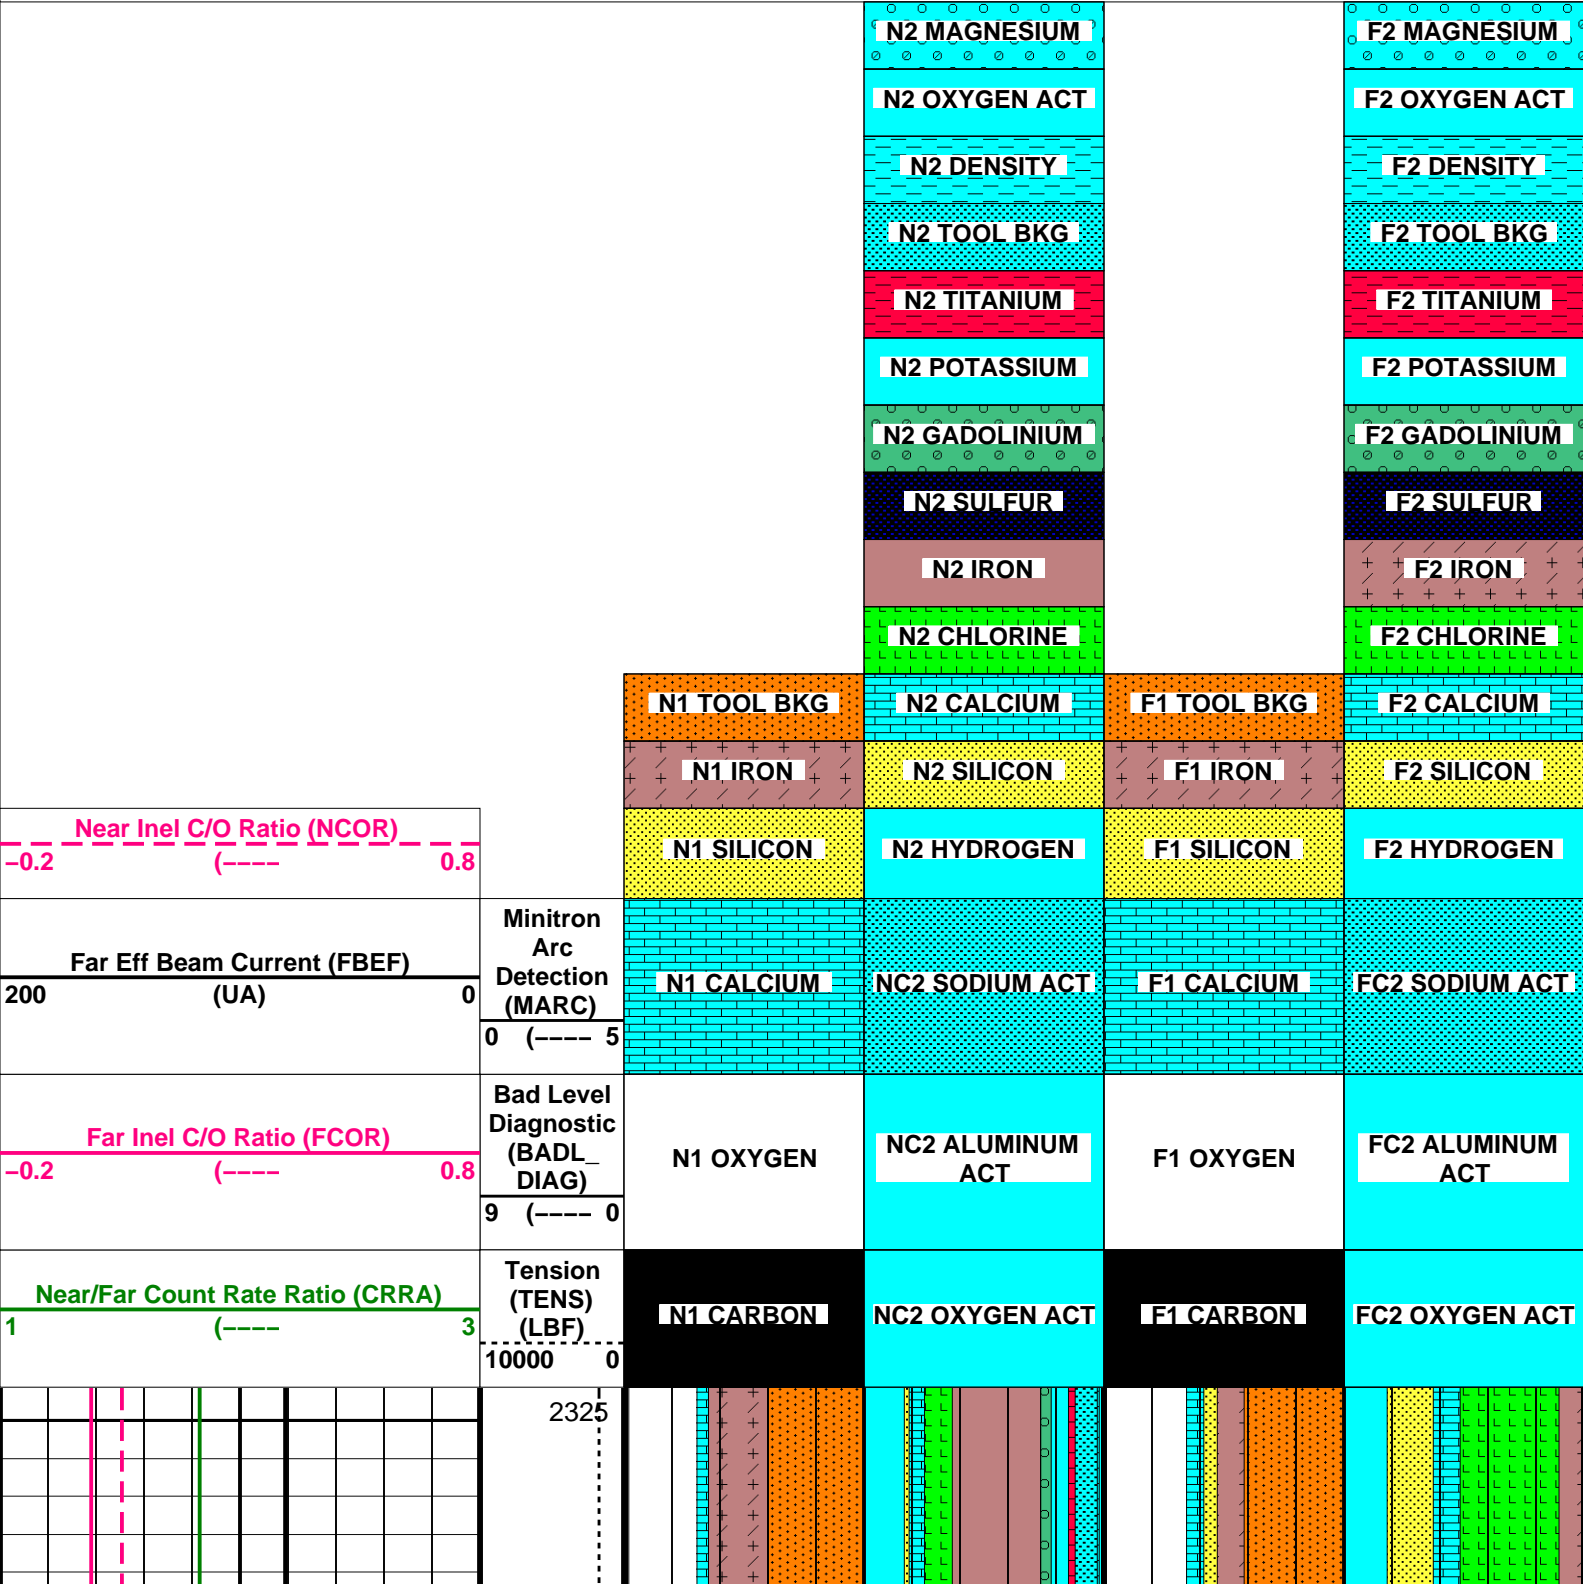 N2 MAGNESIUM F2 MAGNESIUM
N2 OXYGEN ACT F2 OXYGEN ACT
N2 DENSITY F2 DENSITY
N2 TOOL BKG F2 TOOL BKG
N2 TITANIUM F2 TITANIUM
N2 POTASSIUM F2 POTASSIUM
N2 GADOLINIUM F2 GADOLINIUM
N2 SULFUR F2 SULFUR
N2 IRON F2 IRON
N2 CHLORINE F2 CHLORINE
N1 TOOL BKG N2 CALCIUM F1 TOOL BKG F2 CALCIUM
N1 IRON N2 SILICON F1 IRON F2 SILICON
Near Inel C/O Ratio (NCOR)
−0.2 (−−−− 0.8
N1 SILICON N2 HYDROGEN F1 SILICON F2 HYDROGEN
Far Eff Beam Current (FBEF)
200 (UA) 0
Minitron
Arc
Detection
(MARC)
0 (−−−− 5
N1 CALCIUM NC2 SODIUM ACT F1 CALCIUM FC2 SODIUM ACT
Far Inel C/O Ratio (FCOR)
−0.2 (−−−− 0.8
Bad Level
Diagnostic
(BADL_
DIAG)
9 (−−−− 0
N1 OXYGEN
NC2 ALUMINUM
ACT
F1 OXYGEN
FC2 ALUMINUM
ACT
Near/Far Count Rate Ratio (CRRA)
1 (−−−− 3
Tension
(TENS)
(LBF)
10000 0
N1 CARBON NC2 OXYGEN ACT F1 CARBON FC2 OXYGEN ACT
2325